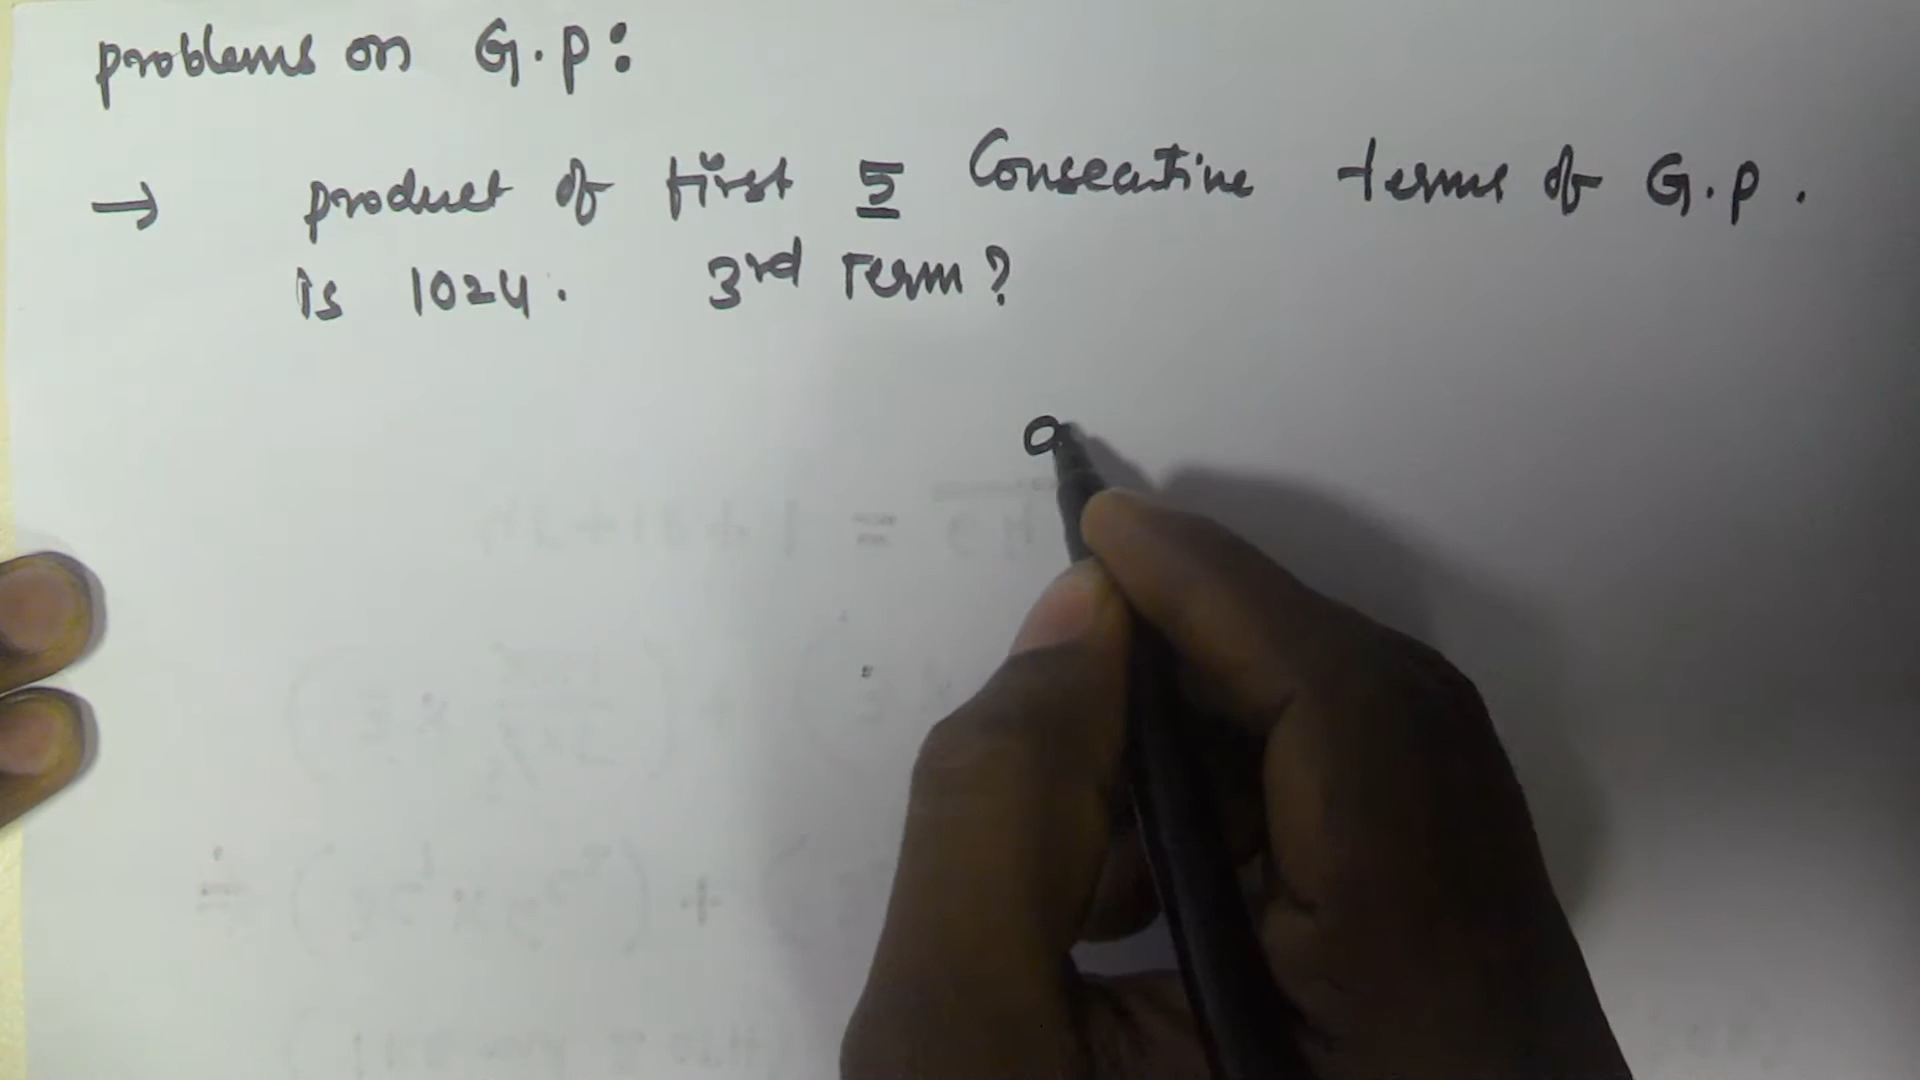 problems on G.p:
→ product of first 5 Consecutive terms of G.p.
is 1024. 3rd Term?
a